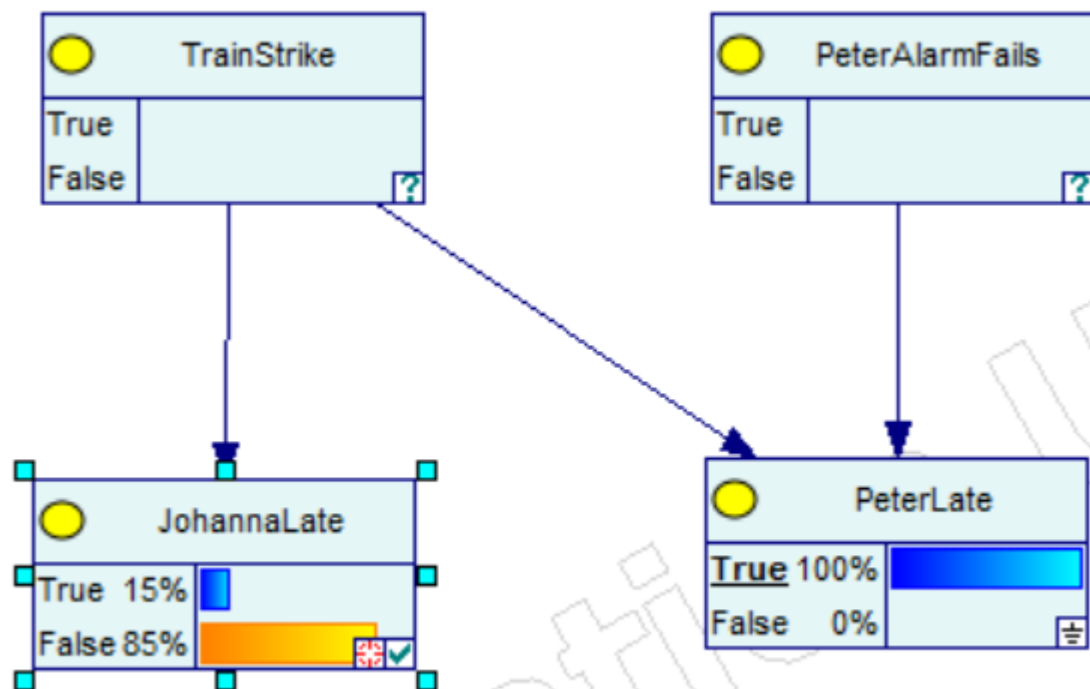 TrainStrike
True
False
?
PeterAlarmFails
True
False
?
JohannaLate
True 15%
False 85%
PeterLate
True 100%
False 0%